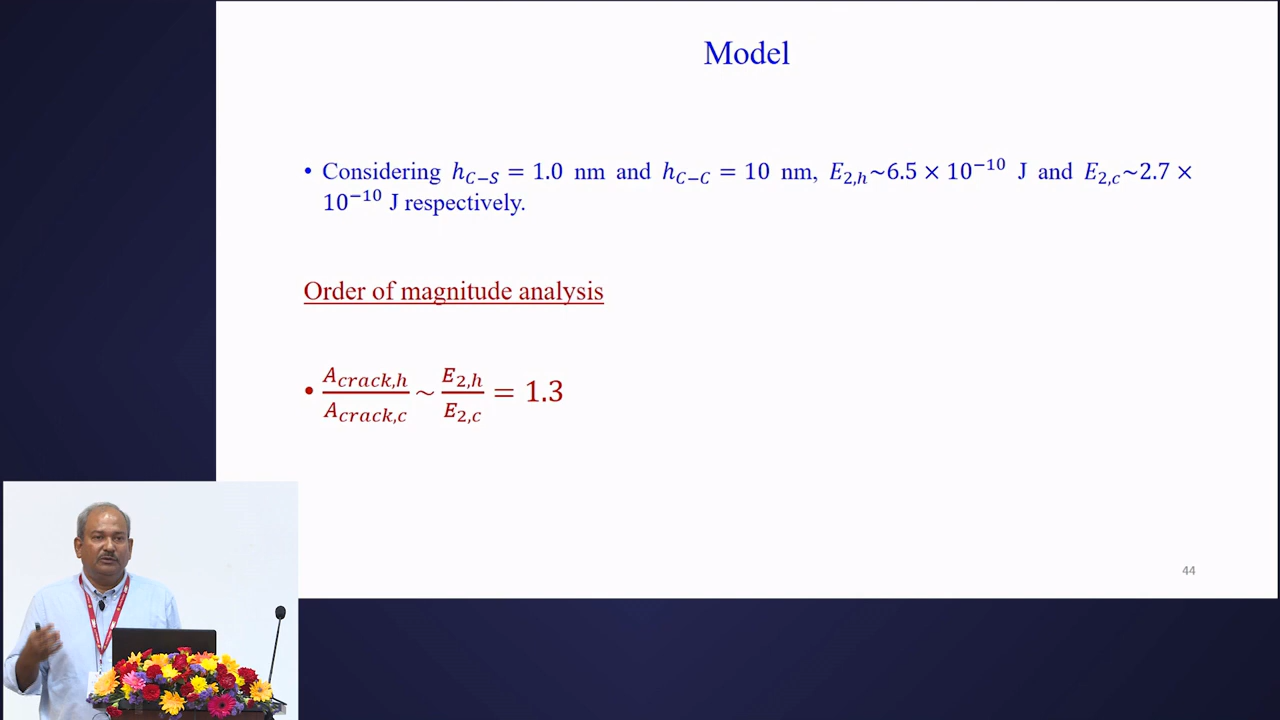 Model
• Considering h_{C−S} = 1.0 nm and h_{C−C} = 10 nm, E_{2,h}~6.5 × 10^{−10} J and E_{2,c}~2.7 ×
10^{−10} J respectively.
Order of magnitude analysis
• \frac{A_{crack,h}}{A_{crack,c}} ~ \frac{E_{2,h}}{E_{2,c}} = 1.3
44